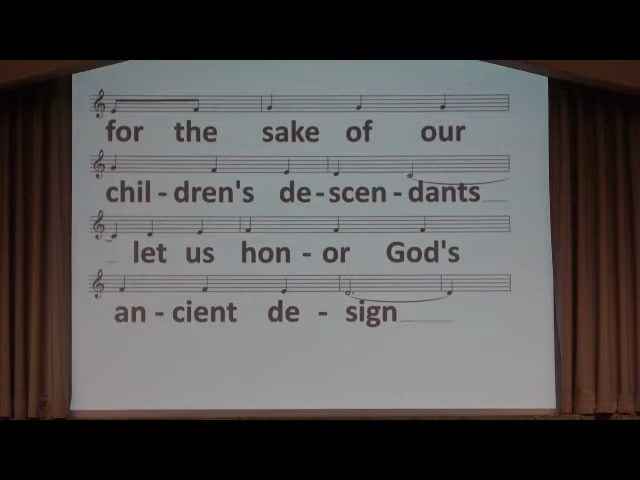 for the sake of our
chil - dren's de - scen - dants
let us hon - or God's
an - cient de - sign